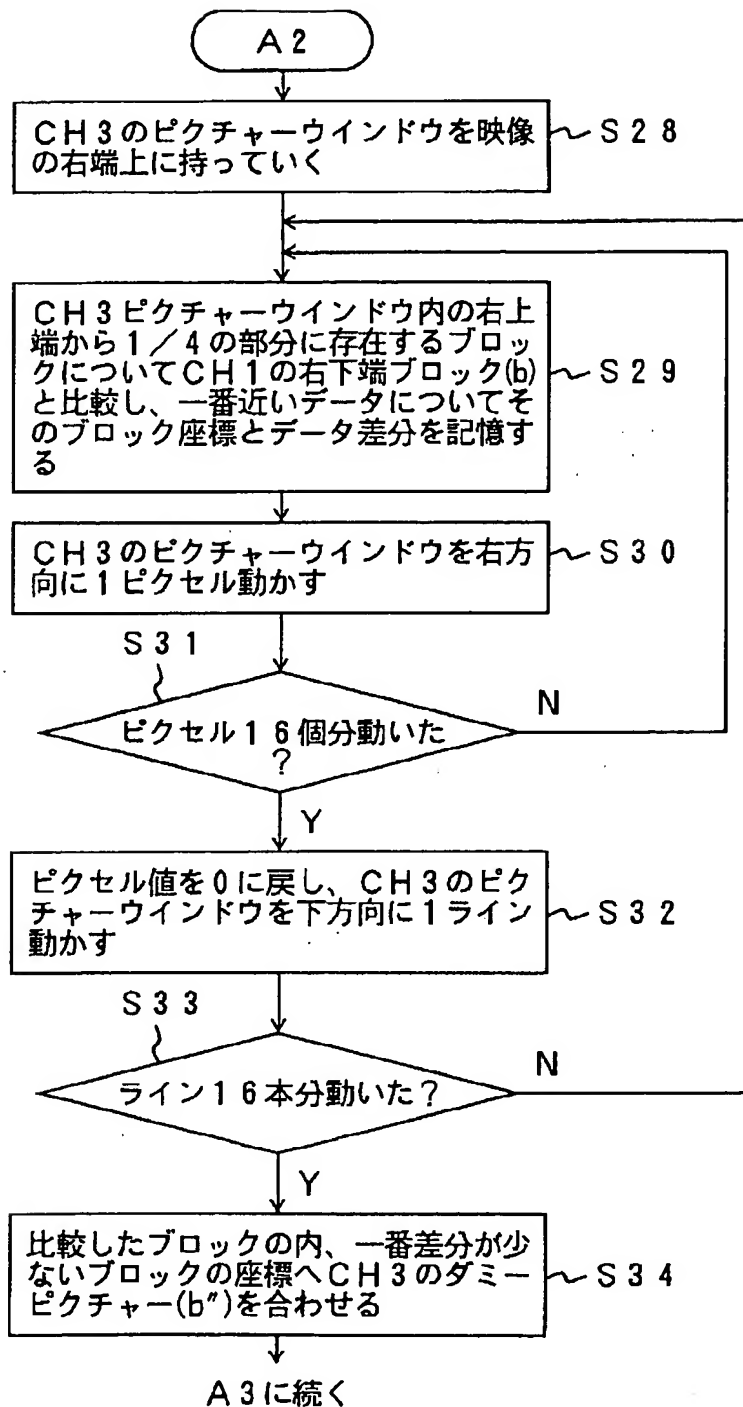 A2
CH3のピクチャーウインドウを映像
の右端上に持っていく
S28
CH3ピクチャーウインドウ内の右上
端から1/4の部分に存在するブロッ
クについてCH1の右下端ブロック(b)
と比較し、一番近いデータについてそ
のブロック座標とデータ差分を記憶す
る
S29
CH3のピクチャーウインドウを右方
向に1ピクセル動かす
S30
S31
ピクセル16個分動いた
?
N
Y
ピクセル値を0に戻し、CH3のピク
チャーウインドウを下方向に1ライン
動かす
S32
S33
ライン16本分動いた?
N
Y
比較したブロックの内、一番差分が少
ないブロックの座標へCH3のダミー
ピクチャー(b")を合わせる
S34
A3に続く